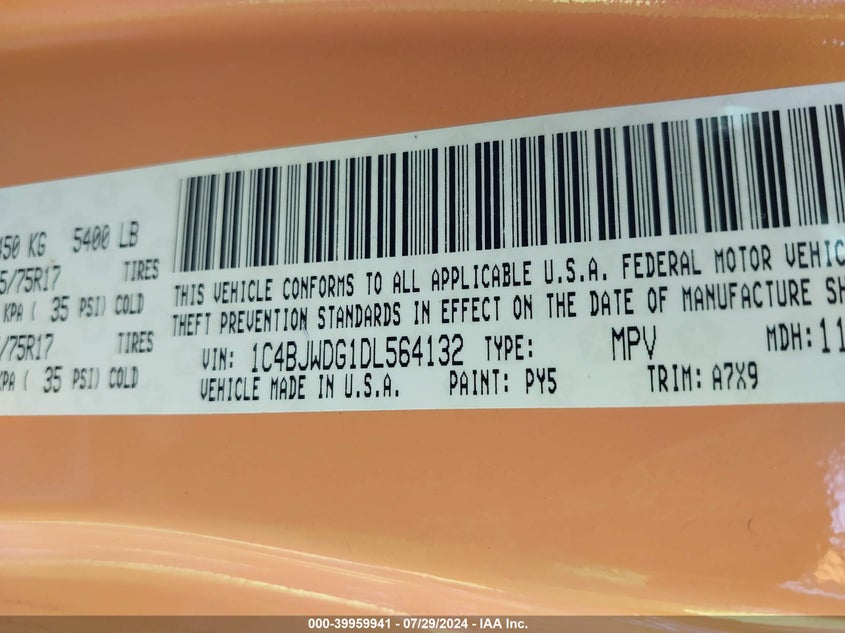 450 KG 5400 LB
5/75R17 TIRES
KPA ( 35 PSI) COLD
/75R17 TIRES
KPA ( 35 PSI) COLD
THIS VEHICLE CONFORMS TO ALL APPLICABLE U.S.A. FEDERAL MOTOR VEHIC
THEFT PREVENTION STANDARDS IN EFFECT ON THE DATE OF MANUFACTURE SH
VIN: 1C4BJWDG1DL564132 TYPE: MPV MDH: 11
VEHICLE MADE IN U.S.A. PAINT: PY5 TRIM: A7X9
000-39959941 - 07/29/2024 - IAA Inc.